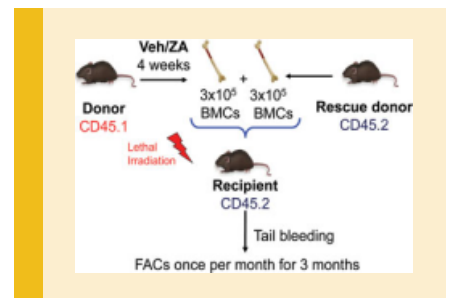 Veh/ZA
4 weeks
+
Donor
CD45.1
3x10⁵
BMCs
3x10⁵
BMCs
Rescue donor
CD45.2
Lethal
Irradiation
Recipient
CD45.2
Tail bleeding
FACs once per month for 3 months